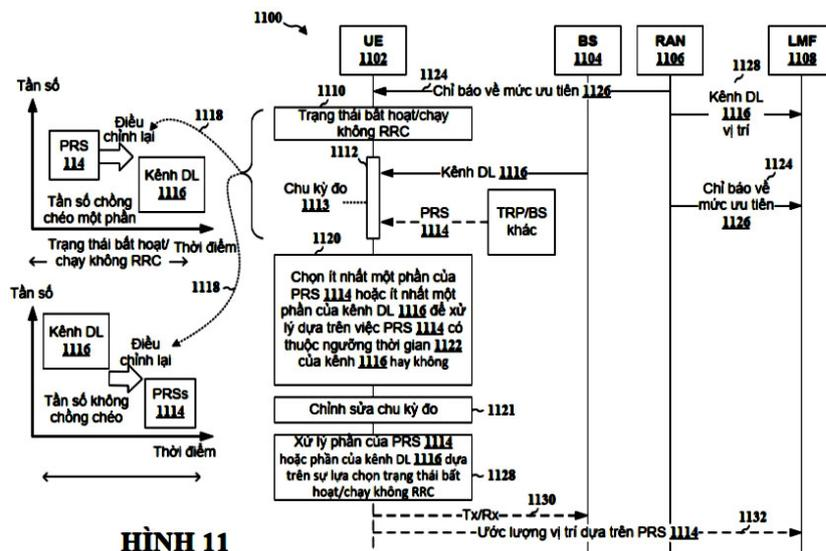 1100
UE
1102
BS
1104
RAN
1106
LMF
1108
1124
Chỉ báo về mức ưu tiên 1126
1128
Kênh DL
1116
vị trí
1124
Chỉ báo về
mức ưu tiên
1126
1110
Trạng thái bất hoạt/chạy
không RRC
1112
Kênh DL 1116
Chu kỳ đo
1113
PRS
1114
TRP/BS
khác
1120
Chọn ít nhất một phần của
PRS 1114 hoặc ít nhất một
phần của kênh DL 1116 để xử
lý dựa trên việc PRS 1114 có
thuộc ngưỡng thời gian 1122
của kênh 1116 hay không
Chỉnh sửa chu kỳ đo
1121
Xử lý phần của PRS 1114
hoặc phần của kênh DL 1116 dựa
trên sự lựa chọn trạng thái bất
hoạt/chạy không RRC
1128
1130
Tx/Rx
1132
Ước lượng vị trí dựa trên PRS 1114
Tần số
Điều
chỉnh lại
1118
PRS
114
Kênh DL
1116
Tần số chồng
chéo một phần
Thời điểm
Trạng thái bất hoạt/
chạy không RRC
Tần số
1118
Kênh DL
1116
Điều
chỉnh lại
PRSs
1114
Tần số không
chồng chéo
Thời điểm
HÌNH 11